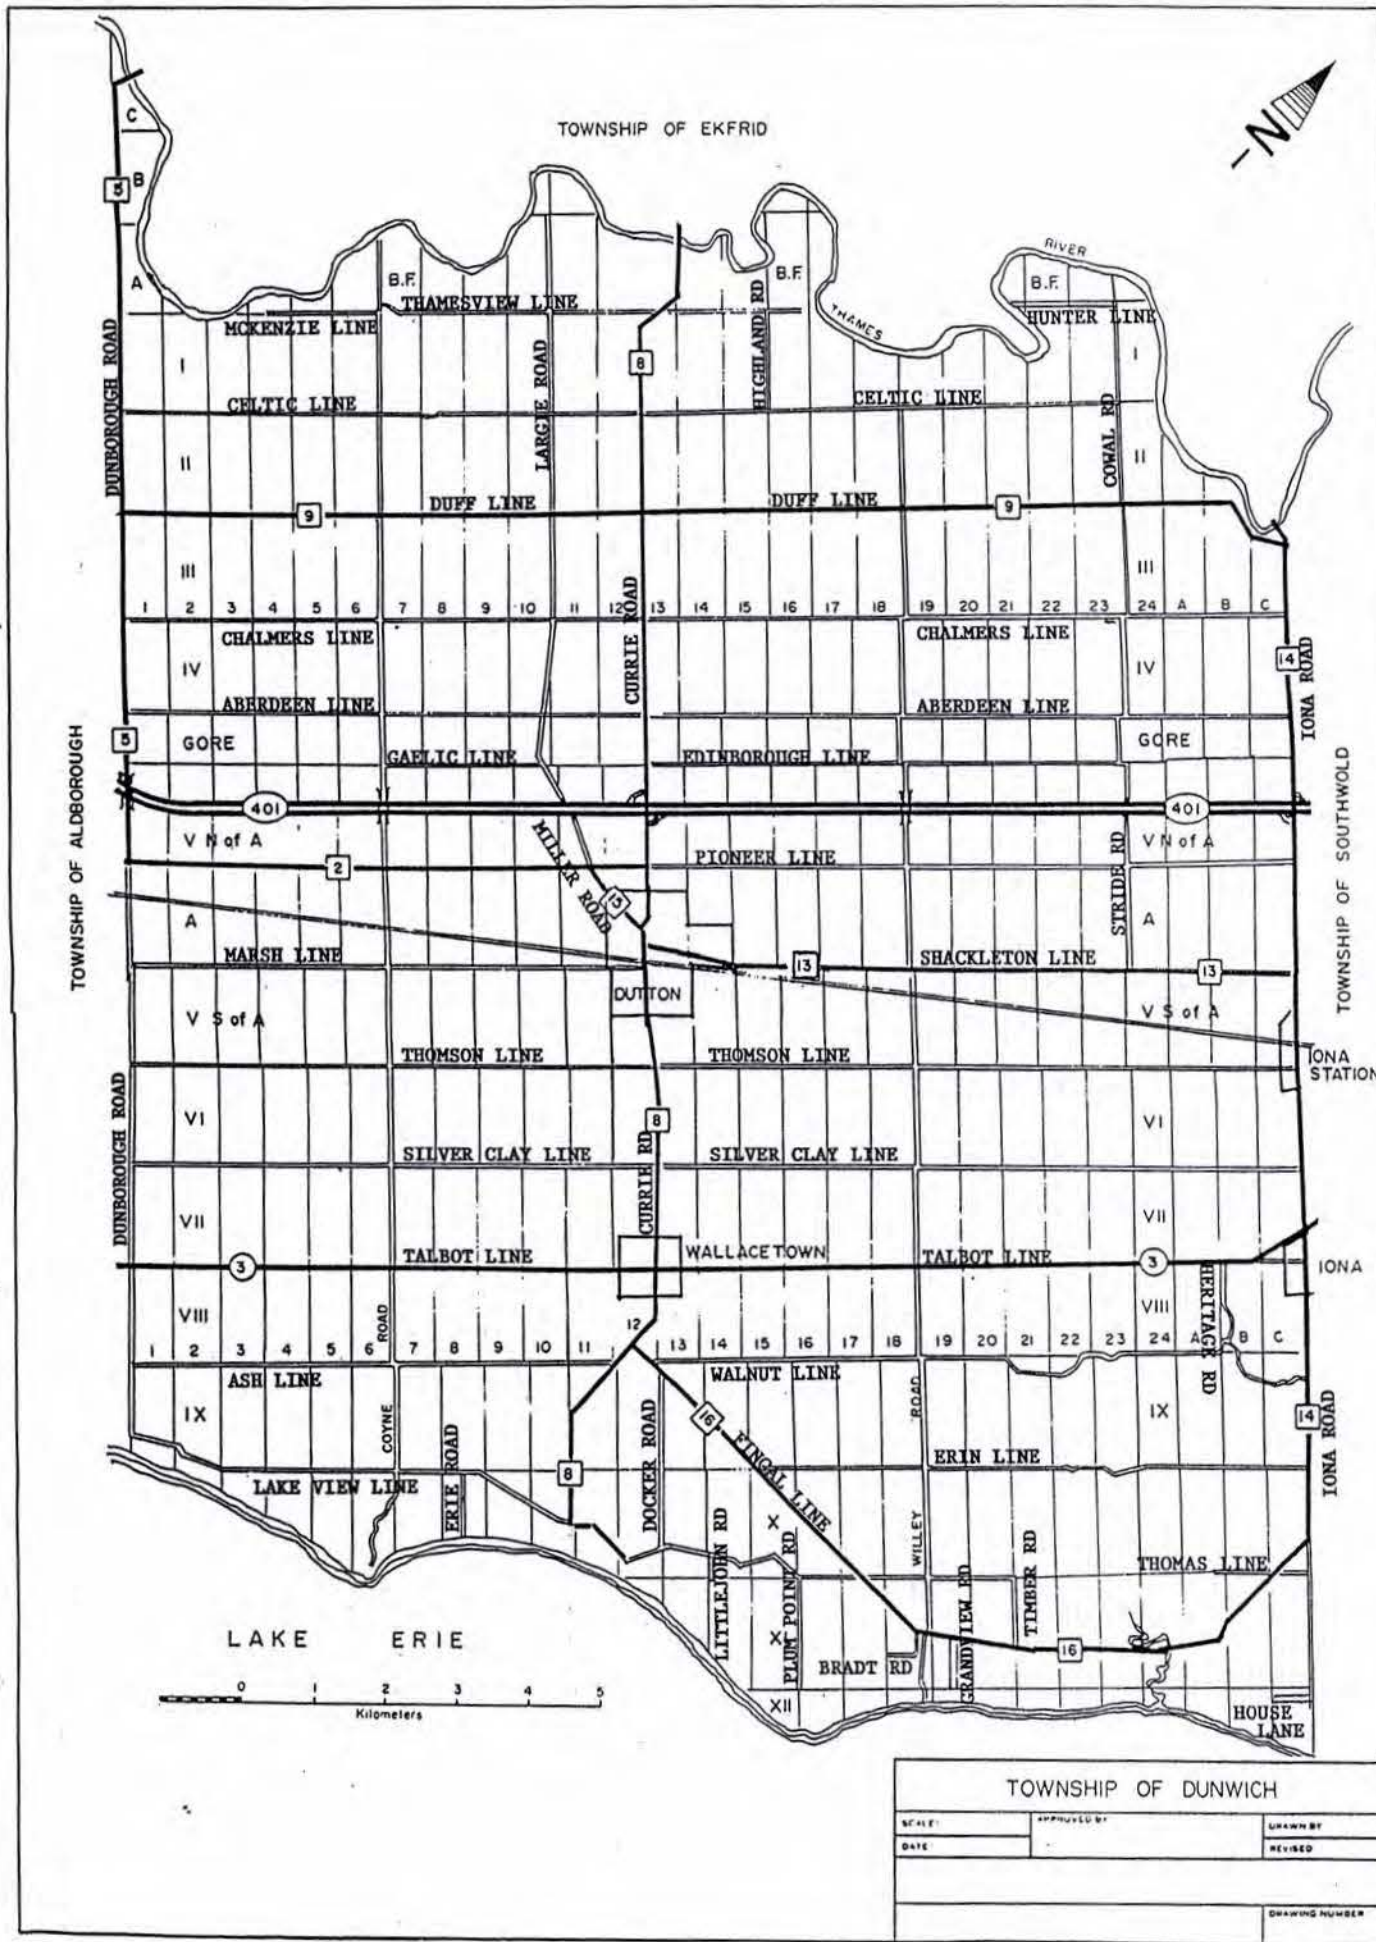 C
TOWNSHIP OF EKFRID
N
5
B
RIVER
A
B.F.
B.F.
B.F.
THAMESVIEW LINE
HIGHLAND RD
MCKENZIE LINE
THAMES
HUNTER LINE
DUNBOROUGH ROAD
I
LARGIE ROAD
8
I
CELTIC LINE
CELTIC LINE
COWAL RD
II
II
DUFF LINE
DUFF LINE
9
9
III
CURRIE ROAD
III
1 2 3 4 5 6 7 8 9 10 11 12 13 14 15 16 17 18 19 20 21 22 23 24 A B C
CHALMERS LINE
CHALMERS LINE
IV
IV
14
IONA ROAD
ABERDEEN LINE
ABERDEEN LINE
5
GORE
GORE
GAELIC LINE
EDINBOROUGH LINE
TOWNSHIP OF ALDBOROUGH
401
401
V N of A
MILLER ROAD
STRIDE RD
V N of A
TOWNSHIP OF SOUTHWOLD
2
PIONEER LINE
13
A
A
MARSH LINE
13
SHACKLETON LINE
13
DUTTON
V S of A
V S of A
THOMSON LINE
THOMSON LINE
IONA
STATION
DUNBOROUGH ROAD
VI
8
VI
SILVER CLAY LINE
CURRIE RD
SILVER CLAY LINE
VII
VII
TALBOT LINE
WALLACETOWN
TALBOT LINE
3
3
IONA
HERITAGE RD
VIII
VIII
ROAD
12
1 2 3 4 5 6 7 8 9 10 11 13 14 15 16 17 18 19 20 21 22 23 24 A B C
ASH LINE
WALNUT LINE
IX
COYNE
16
ROAD
IX
14
IONA ROAD
ERIE ROAD
DOCKER ROAD
FINGAL LINE
ERIN LINE
8
LAKE VIEW LINE
LITTLEJOHN RD
X
PLUM POINT RD
WILLEY
TIMBER RD
THOMAS LINE
LAKE ERIE
XI
GRANDVIEW RD
16
BRADT RD
0 1 2 3 4 5
Kilometers
XII
HOUSE
LANE
TOWNSHIP OF DUNWICH
SCALE:
APPROVED BY
DRAWN BY
DATE:
REVISED
DRAWING NUMBER